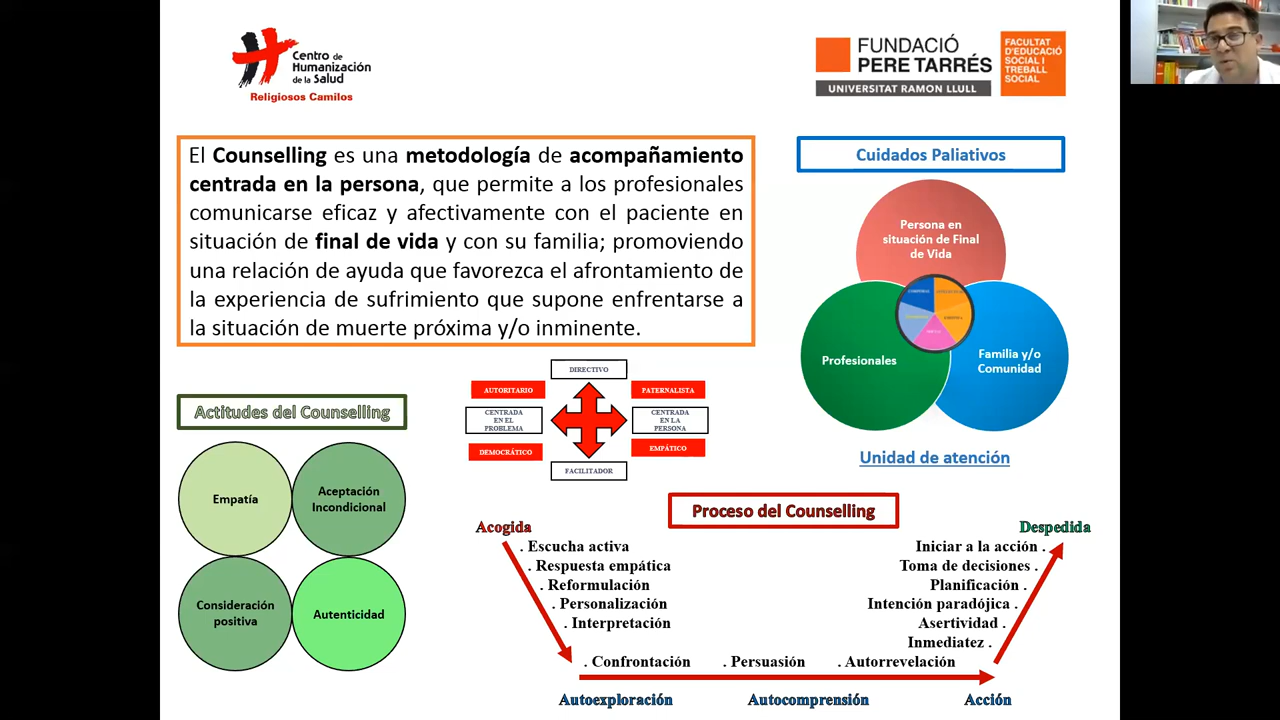 Centro de
Humanización
de la Salud
Religiosos Camilos
FUNDACIÓ
PERE TARRÉS
UNIVERSITAT RAMON LLULL
FACULTAT
D'EDUCACIÓ
SOCIAL I
TREBALL
SOCIAL
El Counselling es una metodología de acompañamiento
centrada en la persona, que permite a los profesionales
comunicarse eficaz y afectivamente con el paciente en
situación de final de vida y con su familia; promoviendo
una relación de ayuda que favorezca el afrontamiento de
la experiencia de sufrimiento que supone enfrentarse a
la situación de muerte próxima y/o inminente.
Cuidados Paliativos
Persona en
situación de Final
de Vida
Profesionales
Familia y/o
Comunidad
Unidad de atención
DIRECTIVO
AUTORITARIO
PATERNALISTA
CENTRADA
EN EL
PROBLEMA
CENTRADA
EN LA
PERSONA
DEMOCRÁTICO
EMPÁTICO
FACILITADOR
Actitudes del Counselling
Empatía
Aceptación
Incondicional
Consideración
positiva
Autenticidad
Proceso del Counselling
Acogida
. Escucha activa
. Respuesta empática
. Reformulación
. Personalización
. Interpretación
. Confrontación
. Persuasión
. Autorrevelación
Despedida
Iniciar a la acción .
Toma de decisiones .
Planificación .
Intención paradójica .
Asertividad .
Inmediatez .
Autoexploración
Autocomprensión
Acción